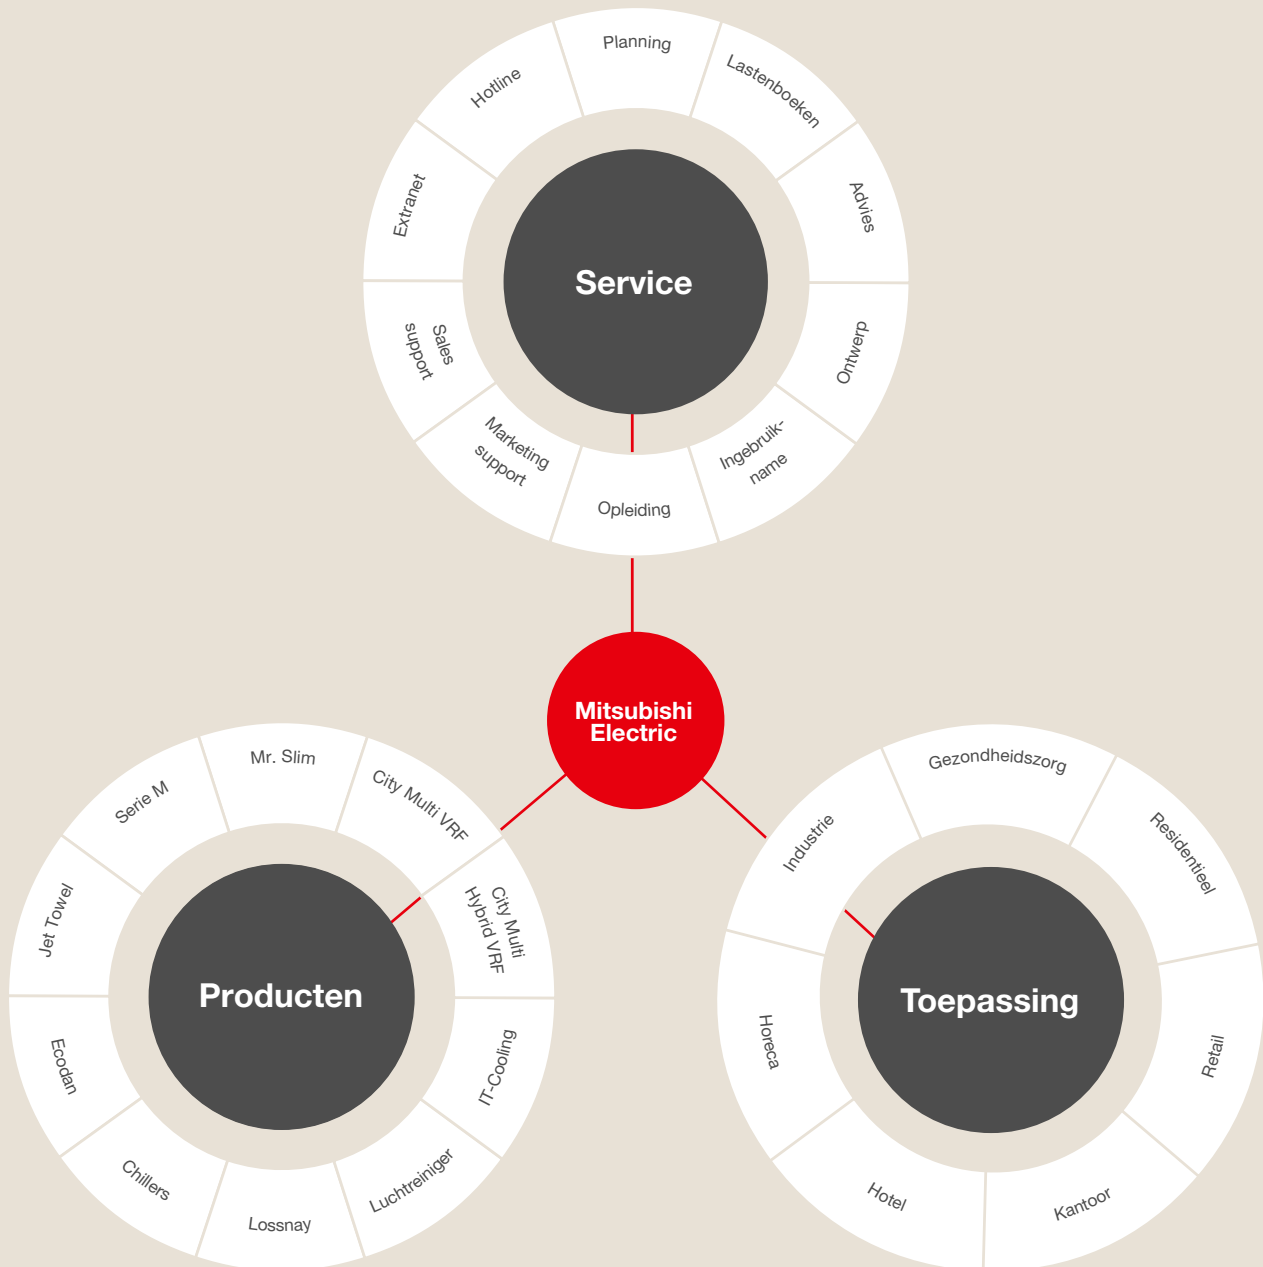 Planning
Lastenboeken
Advies
Ontwerp
Ingebruik-
name
Opleiding
Marketing
support
Sales
support
Extranet
Hotline
Service
Mitsubishi
Electric
Mr. Slim
City Multi VRF
City Multi
Hybrid VRF
IT-Cooling
Luchtreiniger
Lossnay
Chillers
Ecodan
Jet Towel
Serie M
Producten
Gezondheidszorg
Residentieel
Retail
Kantoor
Hotel
Horeca
Industrie
Toepassing